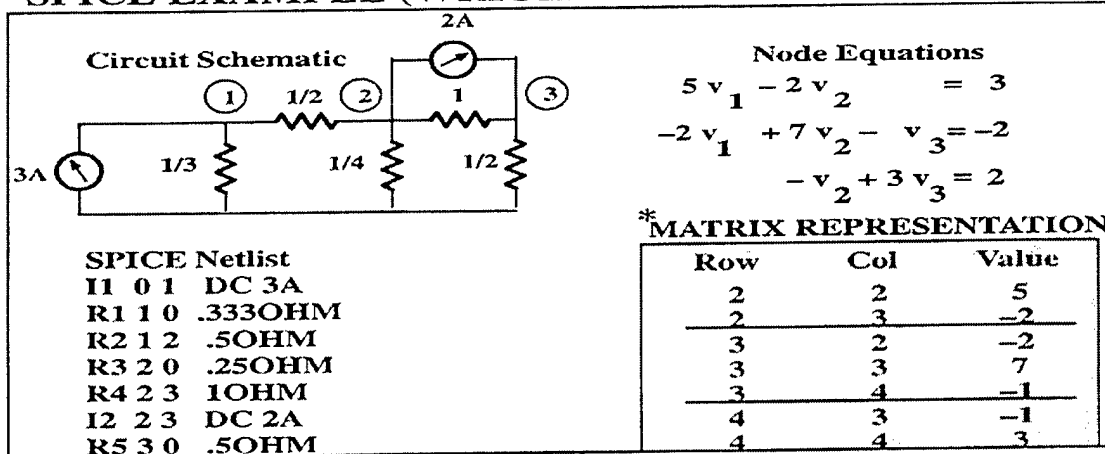 2A
Circuit Schematic
1 1/2 2 1 3
3A 1/3 1/4 1/2
Node Equations
5 v1 – 2 v2 = 3
–2 v1 + 7 v2 – v3 = –2
– v2 + 3 v3 = 2
*MATRIX REPRESENTATION
Row Col Value
2 2 5
2 3 –2
3 2 –2
3 3 7
3 4 –1
4 3 –1
4 4 3
SPICE Netlist
I1 0 1 DC 3A
R1 1 0 .333OHM
R2 1 2 .5OHM
R3 2 0 .25OHM
R4 2 3 1OHM
I2 2 3 DC 2A
R5 3 0 .5OHM